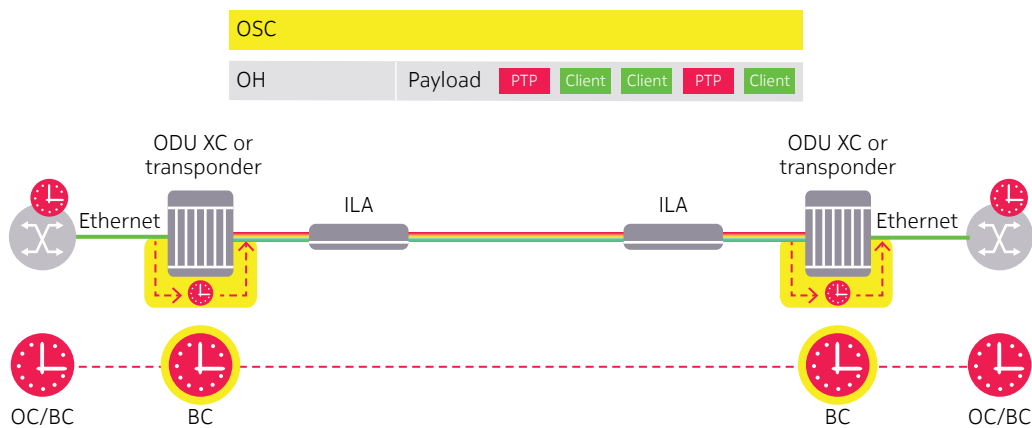 OSC
OH Payload PTP Client Client PTP Client
ODU XC or
transponder
ODU XC or
transponder
Ethernet
ILA
ILA
Ethernet
OC/BC
BC
BC
OC/BC